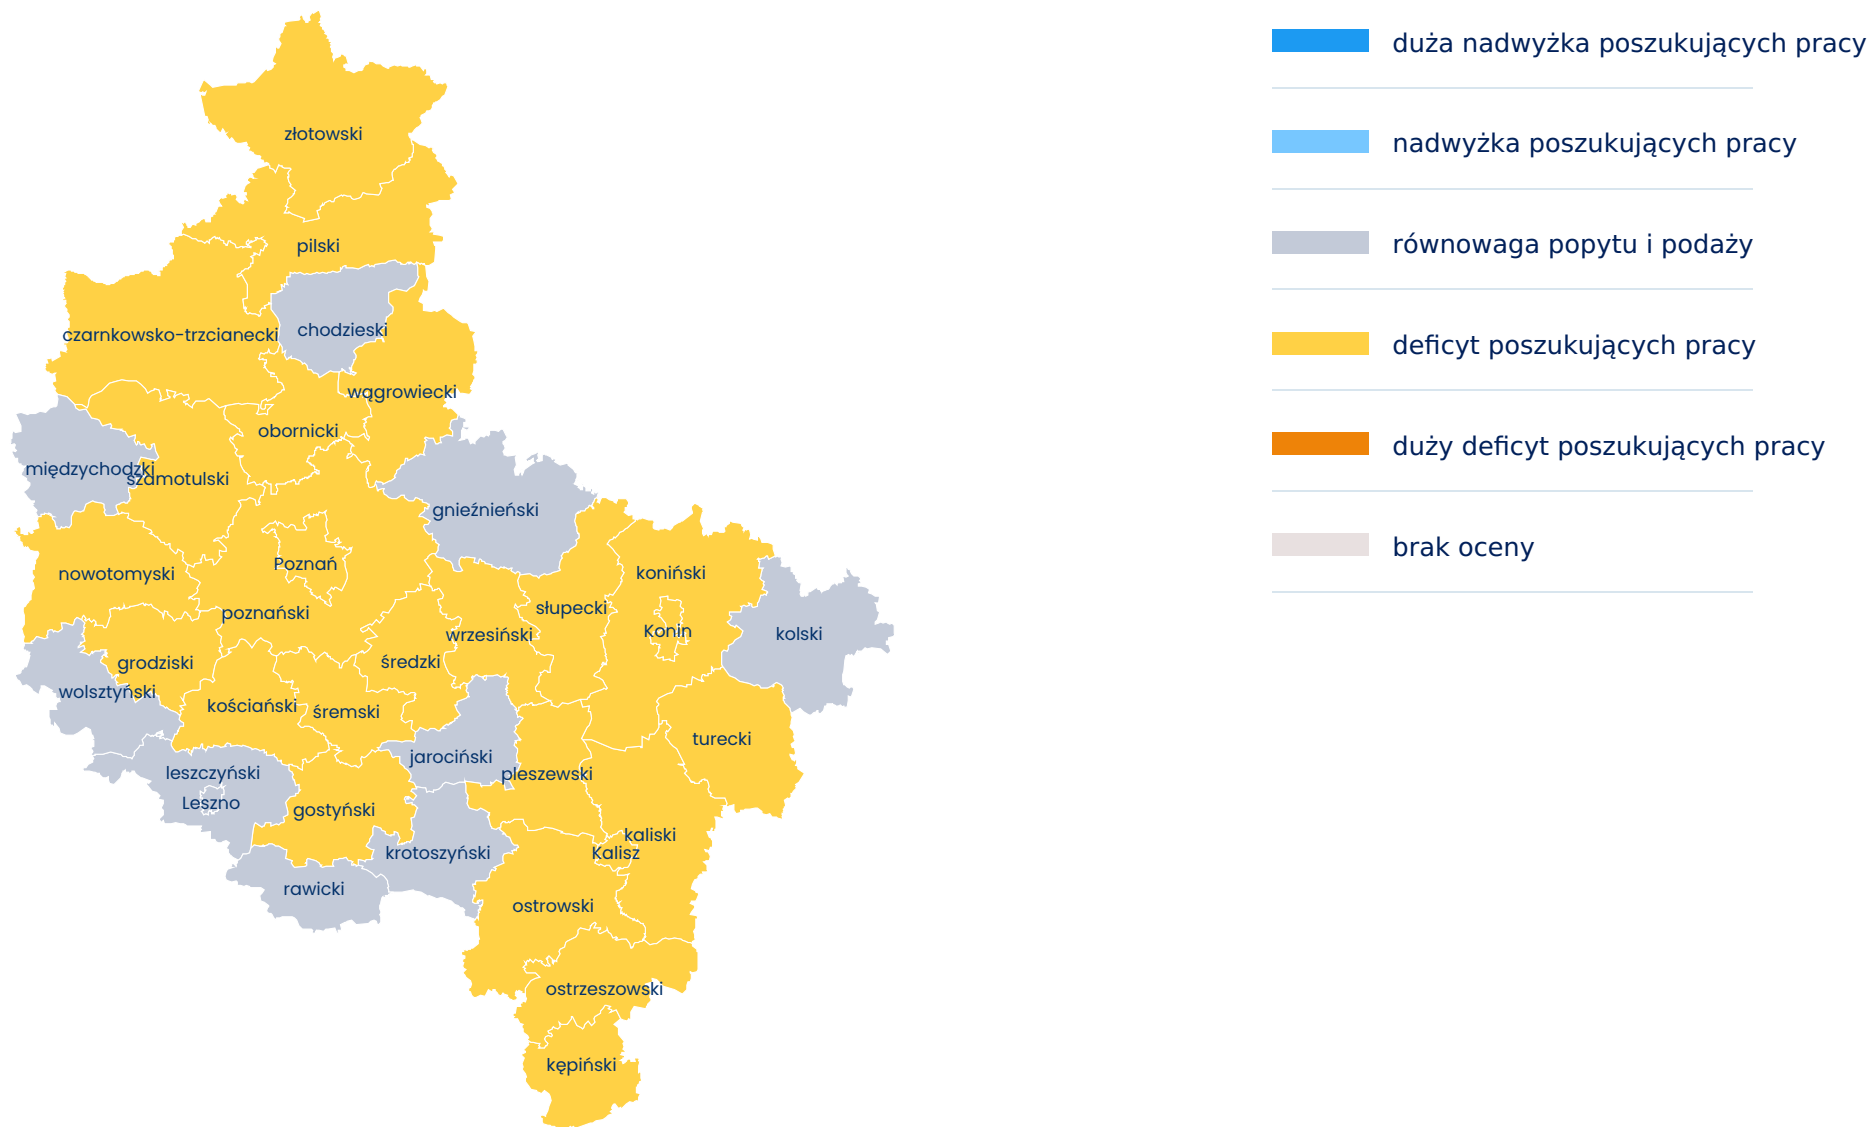 złotowski
pilski
chodzieski
czarnkowsko-trzcianecki
wągrowiecki
obornicki
międzychodzki
szamotulski
gnieźnieński
Poznań
nowotomyski
koniński
słupecki
poznański
Konin
wrzesiński
kolski
średzki
grodziski
wolsztyński
kościański
śremski
turecki
jarociński
leszczyński
pleszewski
Leszno
gostyński
kaliski
krotoszyński
Kalisz
rawicki
ostrowski
ostrzeszowski
kępiński
duża nadwyżka poszukujących pracy
nadwyżka poszukujących pracy
równowaga popytu i podaży
deficyt poszukujących pracy
duży deficyt poszukujących pracy
brak oceny